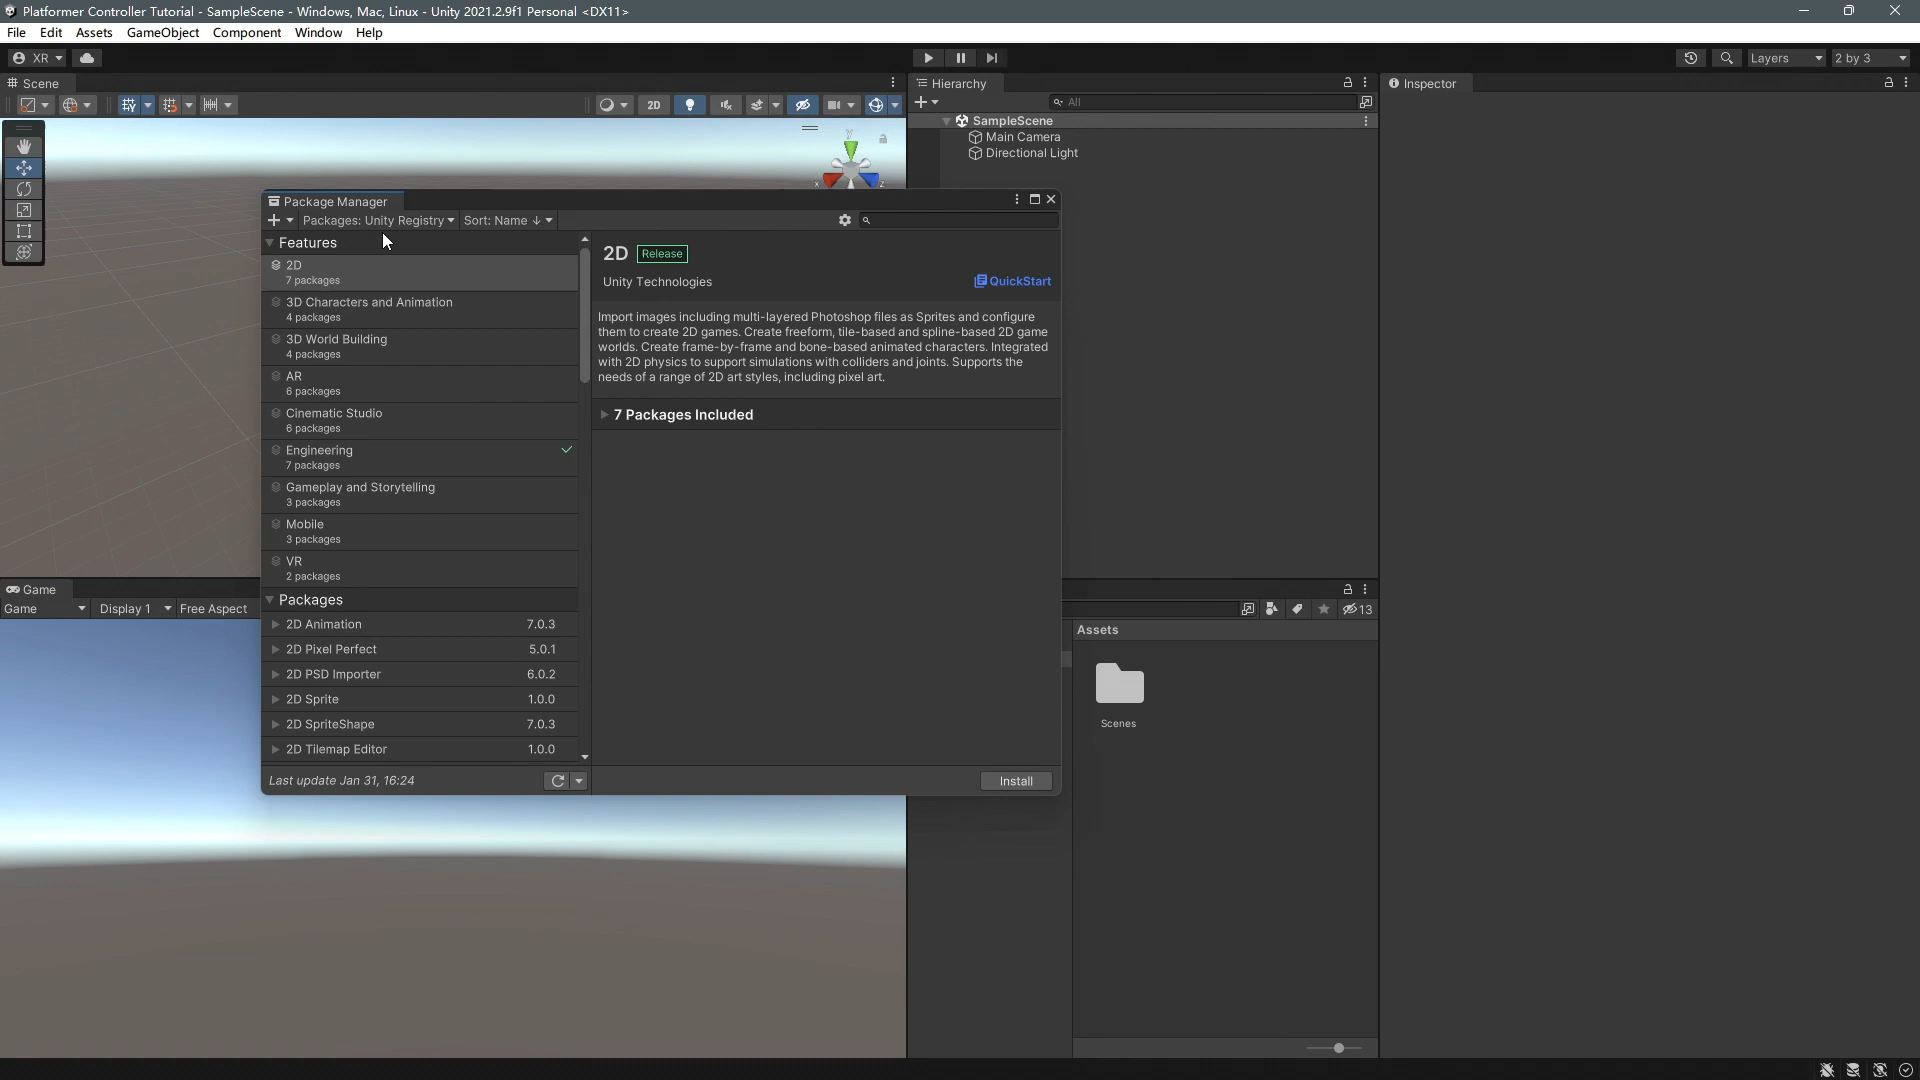 Platformer Controller Tutorial - SampleScene - Windows, Mac, Linux - Unity 2021.2.9f1 Personal <DX11>
File Edit Assets GameObject Component Window Help
XR Layers 2 by 3
Scene Hierarchy Inspector
2D All
SampleScene
Main Camera
Directional Light
y x z
Package Manager
Packages: Unity Registry Sort: Name ↓
Features
2D
7 packages
3D Characters and Animation
4 packages
3D World Building
4 packages
AR
6 packages
Cinematic Studio
6 packages
Engineering
7 packages
Gameplay and Storytelling
3 packages
Mobile
3 packages
VR
2 packages
Packages
2D Animation 7.0.3
2D Pixel Perfect 5.0.1
2D PSD Importer 6.0.2
2D Sprite 1.0.0
2D SpriteShape 7.0.3
2D Tilemap Editor 1.0.0
Last update Jan 31, 16:24
2D Release
Unity Technologies QuickStart
Import images including multi-layered Photoshop files as Sprites and configure
them to create 2D games. Create freeform, tile-based and spline-based 2D game
worlds. Create frame-by-frame and bone-based animated characters. Integrated
with 2D physics to support simulations with colliders and joints. Supports the
needs of a range of 2D art styles, including pixel art.
7 Packages Included
Install
Game
Game Display 1 Free Aspect
13
Assets
Scenes